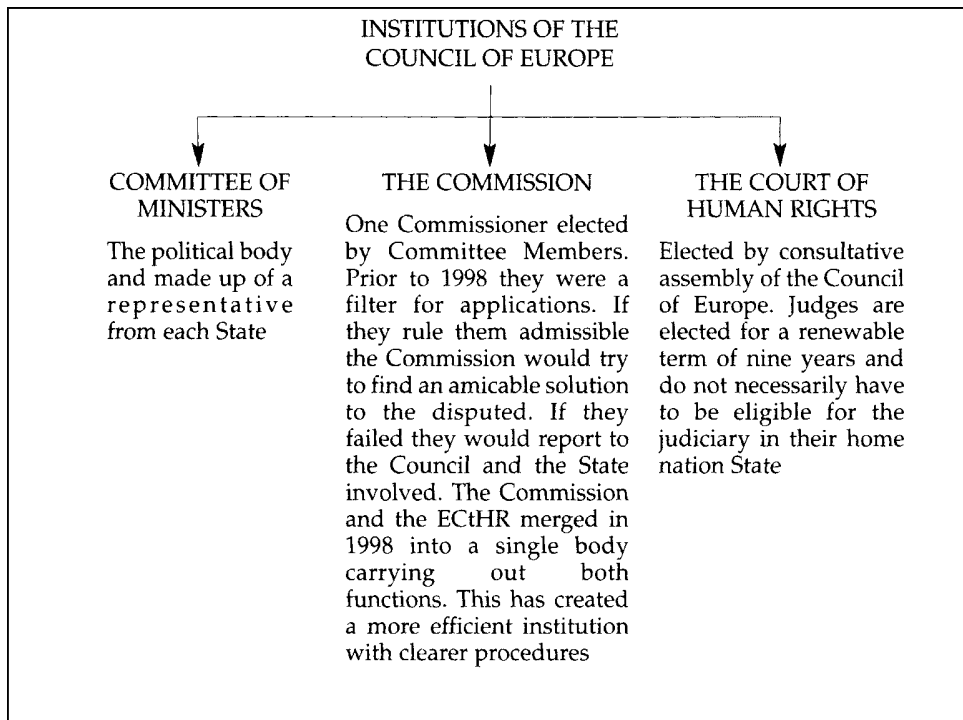 INSTITUTIONS OF THE
COUNCIL OF EUROPE
COMMITTEE OF
MINISTERS
The political body
and made up of a
representative
from each State
THE COMMISSION
One Commissioner elected
by Committee Members.
Prior to 1998 they were a
filter for applications. If
they rule them admissible
the Commission would try
to find an amicable solution
to the disputed. If they
failed they would report to
the Council and the State
involved. The Commission
and the ECtHR merged in
1998 into a single body
carrying out both
functions. This has created
a more efficient institution
with clearer procedures
THE COURT OF
HUMAN RIGHTS
Elected by consultative
assembly of the Council
of Europe. Judges are
elected for a renewable
term of nine years and
do not necessarily have
to be eligible for the
judiciary in their home
nation State